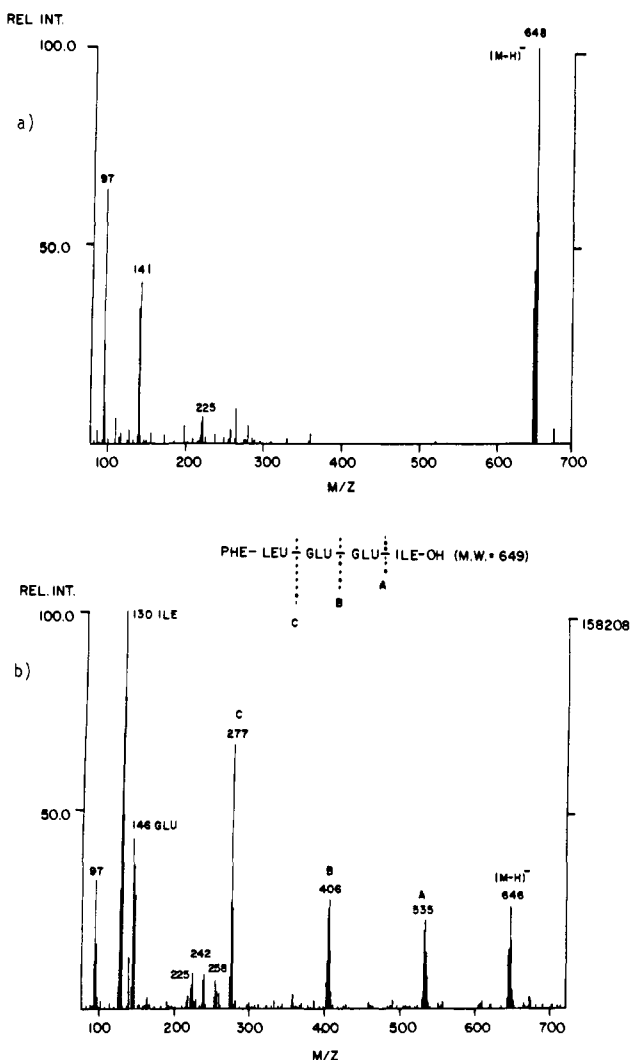 REL INT.
648
100.0
(M-H)⁻
a)
97
50.0
141
225
100 200 300 400 500 600 700
M/Z
PHE- LEU GLU GLU ILE-OH (M.W.= 649)
A
B
C
REL. INT.
100.0
130 ILE
158208
b)
C
277
50.0
146 GLU
97
B
406
(M-H)⁻
A
535
646
242
225
258
100 200 300 400 500 600 700
M/Z